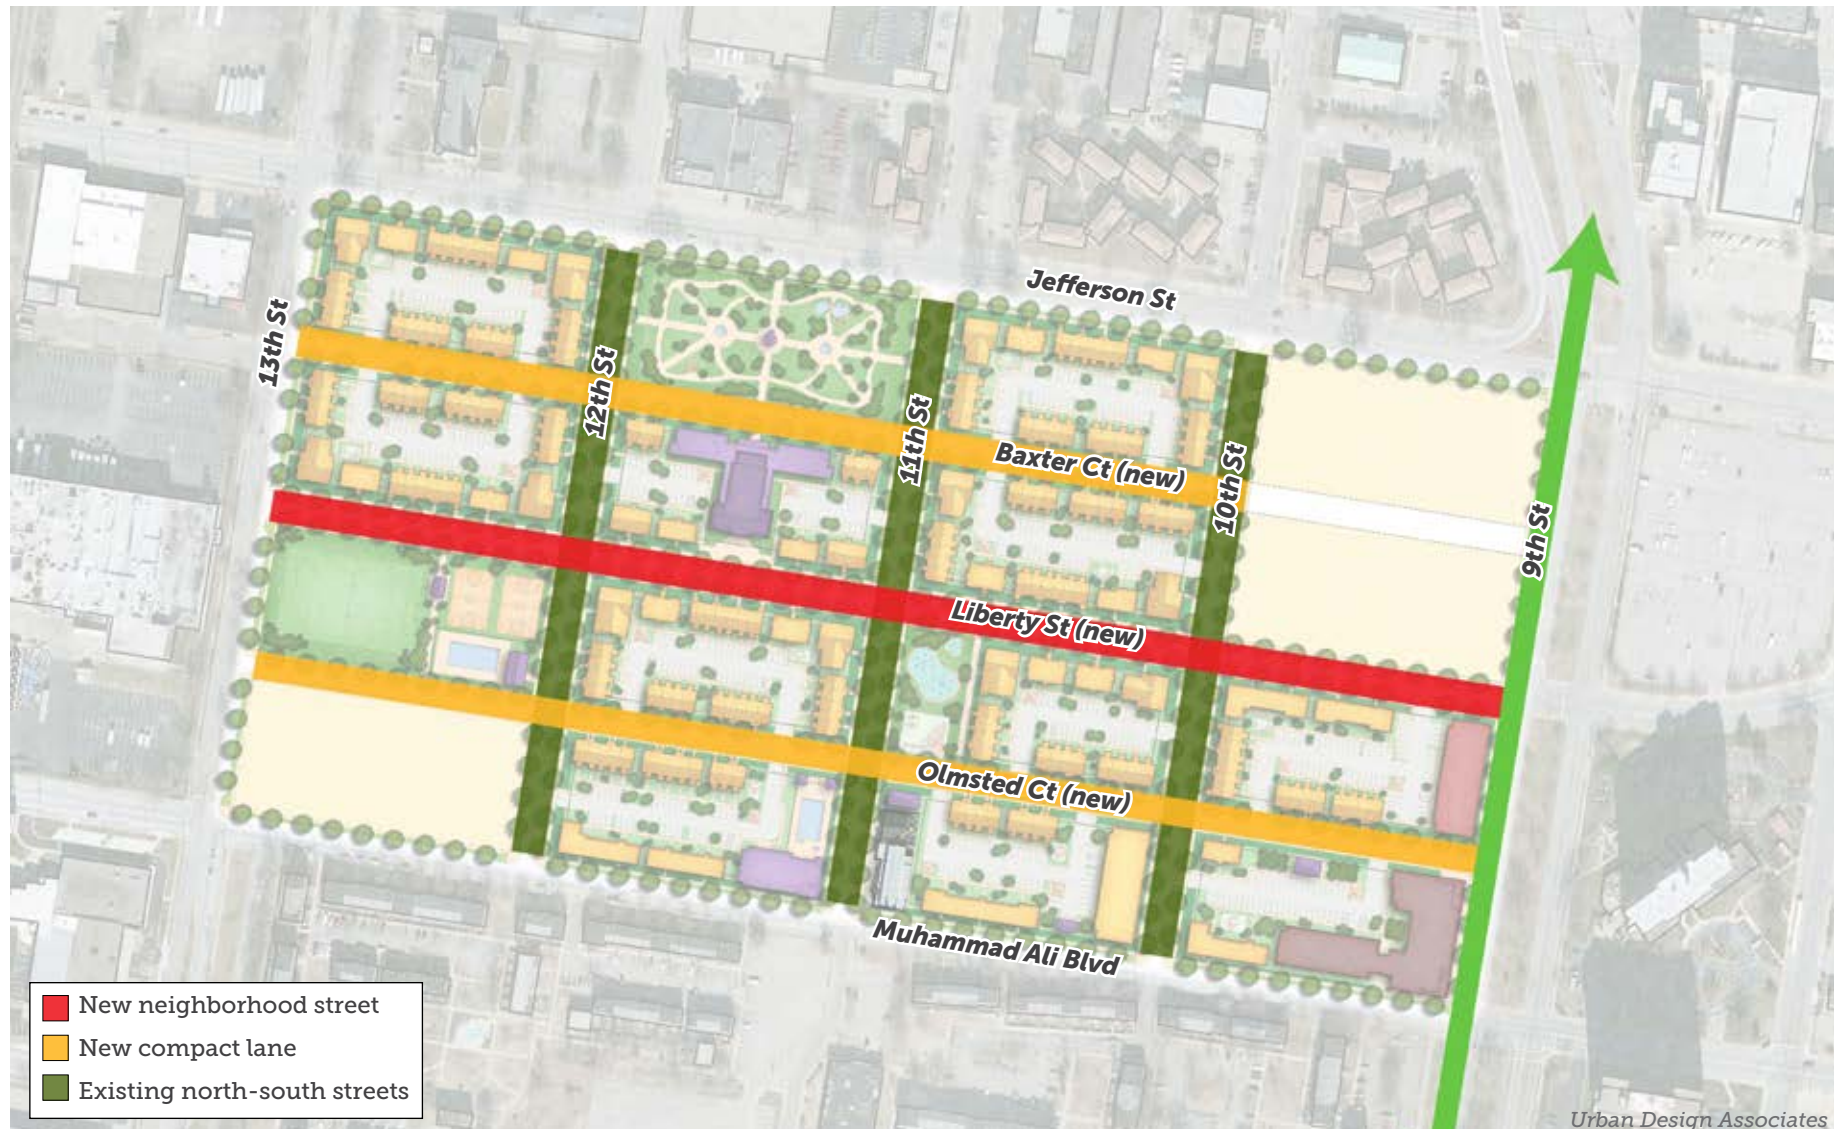 Jefferson St
13th St
12th St
11th St
10th St
9th St
Baxter Ct (new)
Liberty St (new)
Olmsted Ct (new)
Muhammad Ali Blvd
New neighborhood street
New compact lane
Existing north-south streets
Urban Design Associates